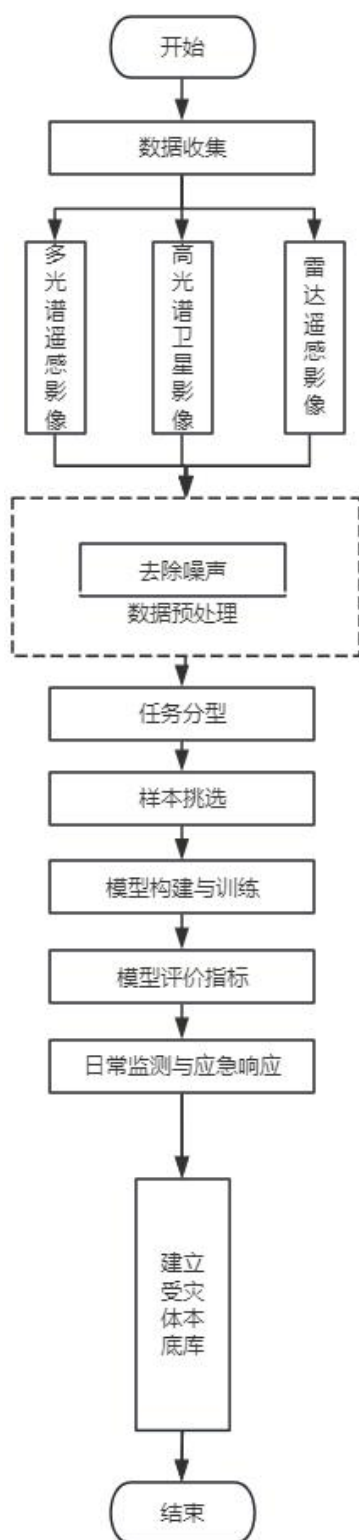 开始
数据收集
多光谱遥感影像
高光谱卫星影像
雷达遥感影像
去除噪声
数据预处理
任务分型
样本挑选
模型构建与训练
模型评价指标
日常监测与应急响应
建立
受灾
体本
底库
结束